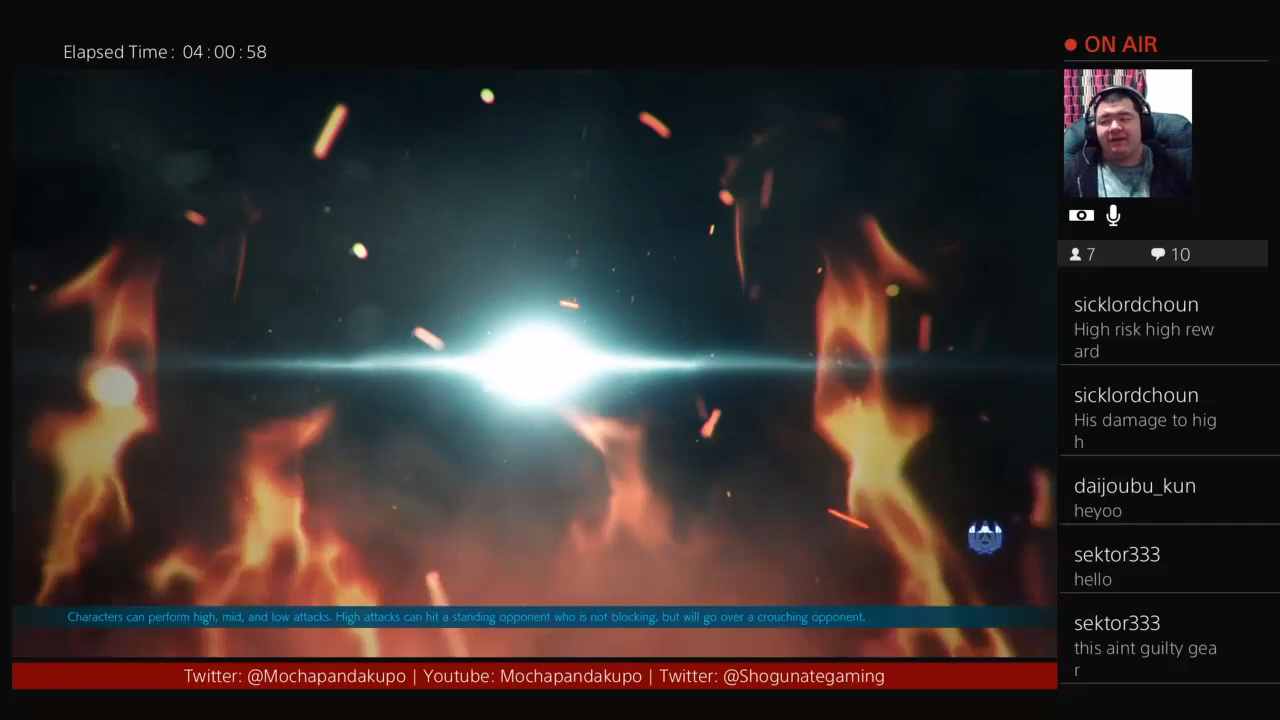 Elapsed Time: 04:00:58
ON AIR
7 10
sicklordchoun
High risk high rew
ard
sicklordchoun
His damage to hig
h
daijoubu_kun
heyoo
sektor333
hello
sektor333
this aint guilty gea
r
Characters can perform high, mid, and low attacks. High attacks can hit a standing opponent who is not blocking, but will go over a crouching opponent.
Twitter: @Mochapandakupo | Youtube: Mochapandakupo | Twitter: @Shogunategaming